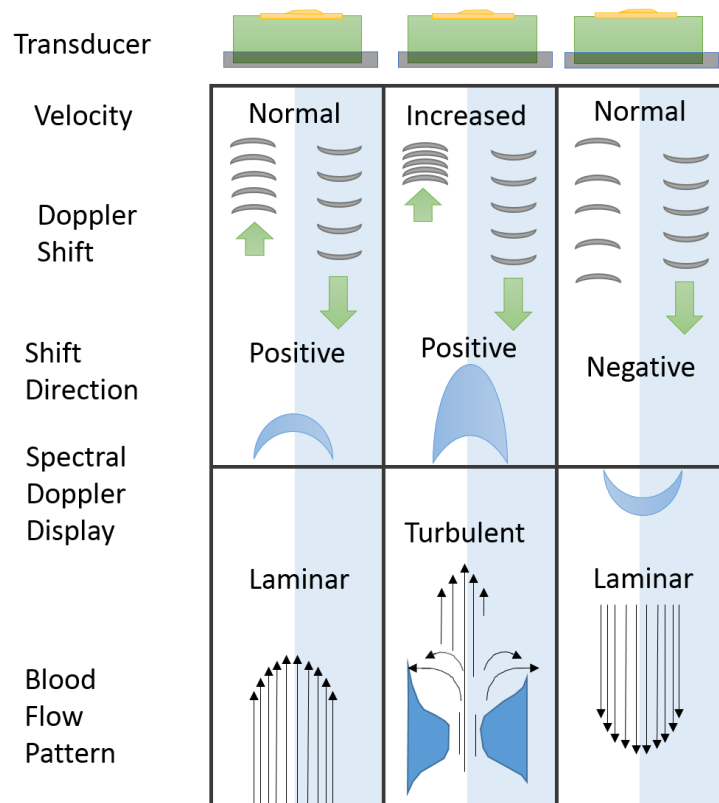 Transducer
Velocity
Normal
Increased
Normal
Doppler
Shift
Shift
Direction
Positive
Positive
Negative
Spectral
Doppler
Display
Laminar
Turbulent
Laminar
Blood
Flow
Pattern